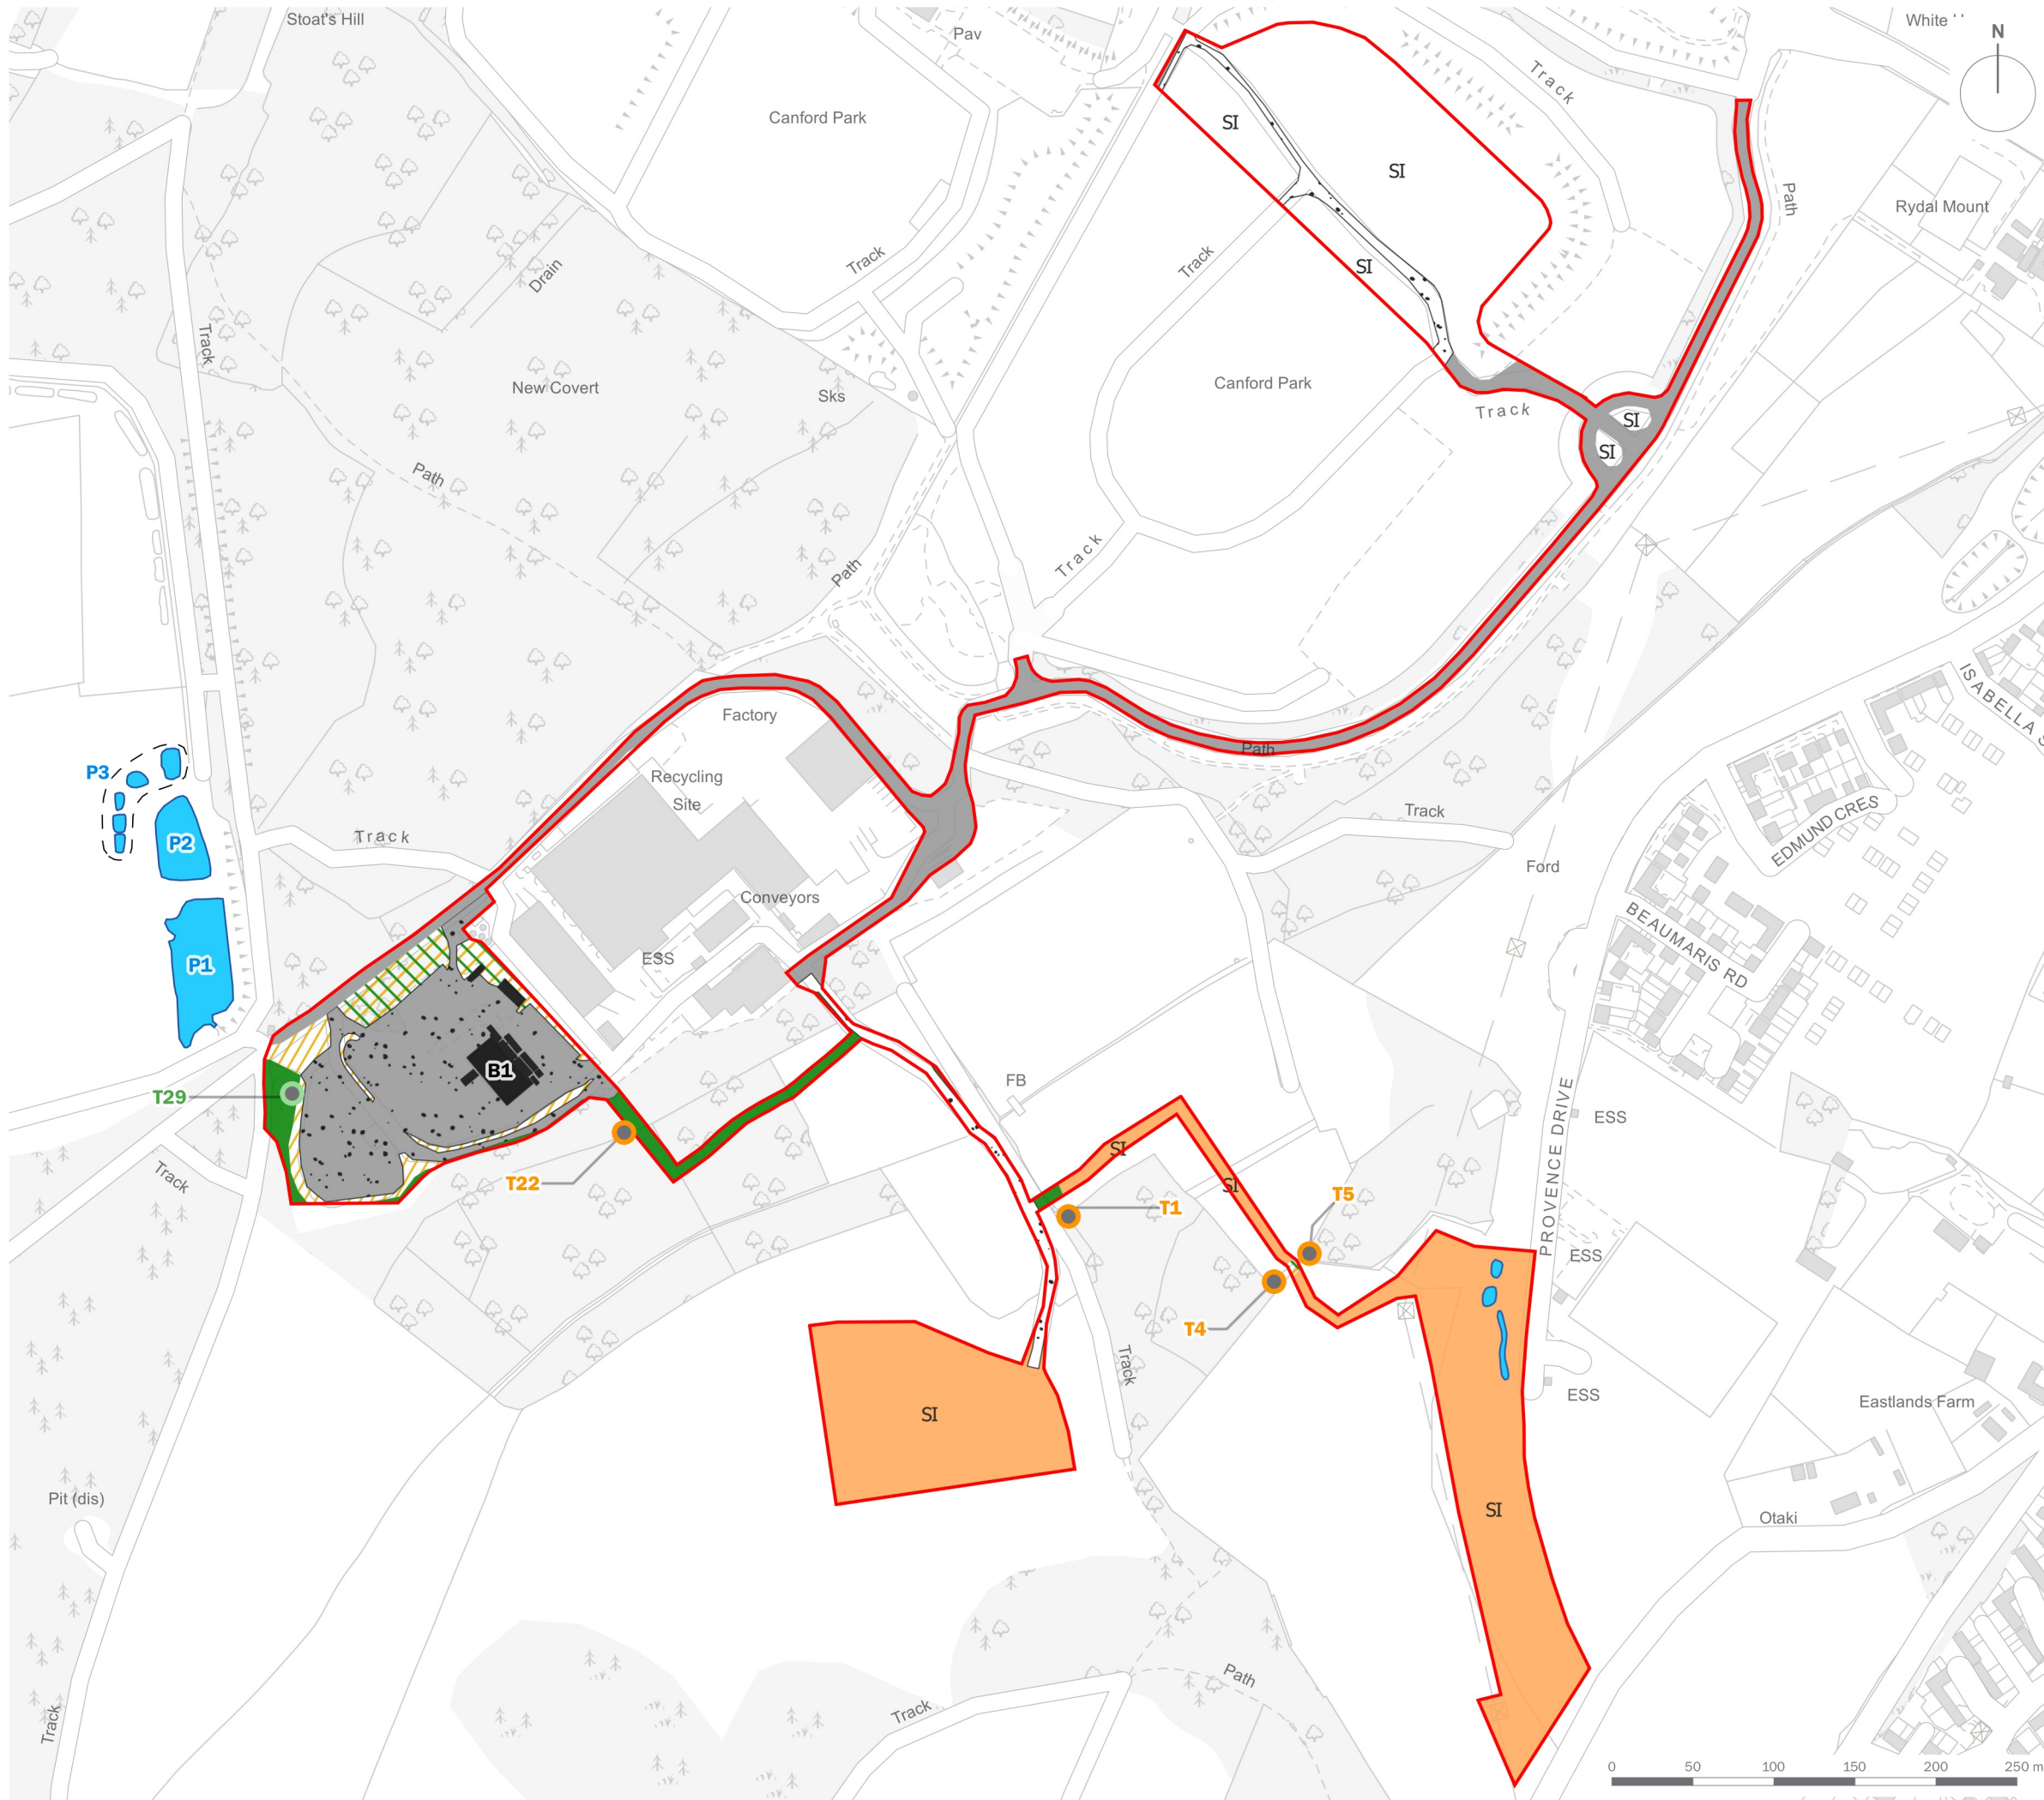 Stoat's Hill
Pav
White
N
Canford Park
Track
SI
SI
Path
Rydal Mount
Track
Drain
Track
SI
Track
New Covert
Sks
Canford Park
Track
SI
SI
Path
Path
Track
ISABELLA
Factory
Path
P3
Recycling
Site
Track
Track
EDMUND CRES
P2
Ford
Conveyors
BEAUMARIS RD
P1
ESS
B1
FB
T29
ESS
PROVENCE DRIVE
T22
SI
Track
SI
T5
T1
ESS
T4
Track
ESS
Eastlands Farm
SI
Pit (dis)
SI
Otaki
Path
Track
Track
0 50 100 150 200 250 m